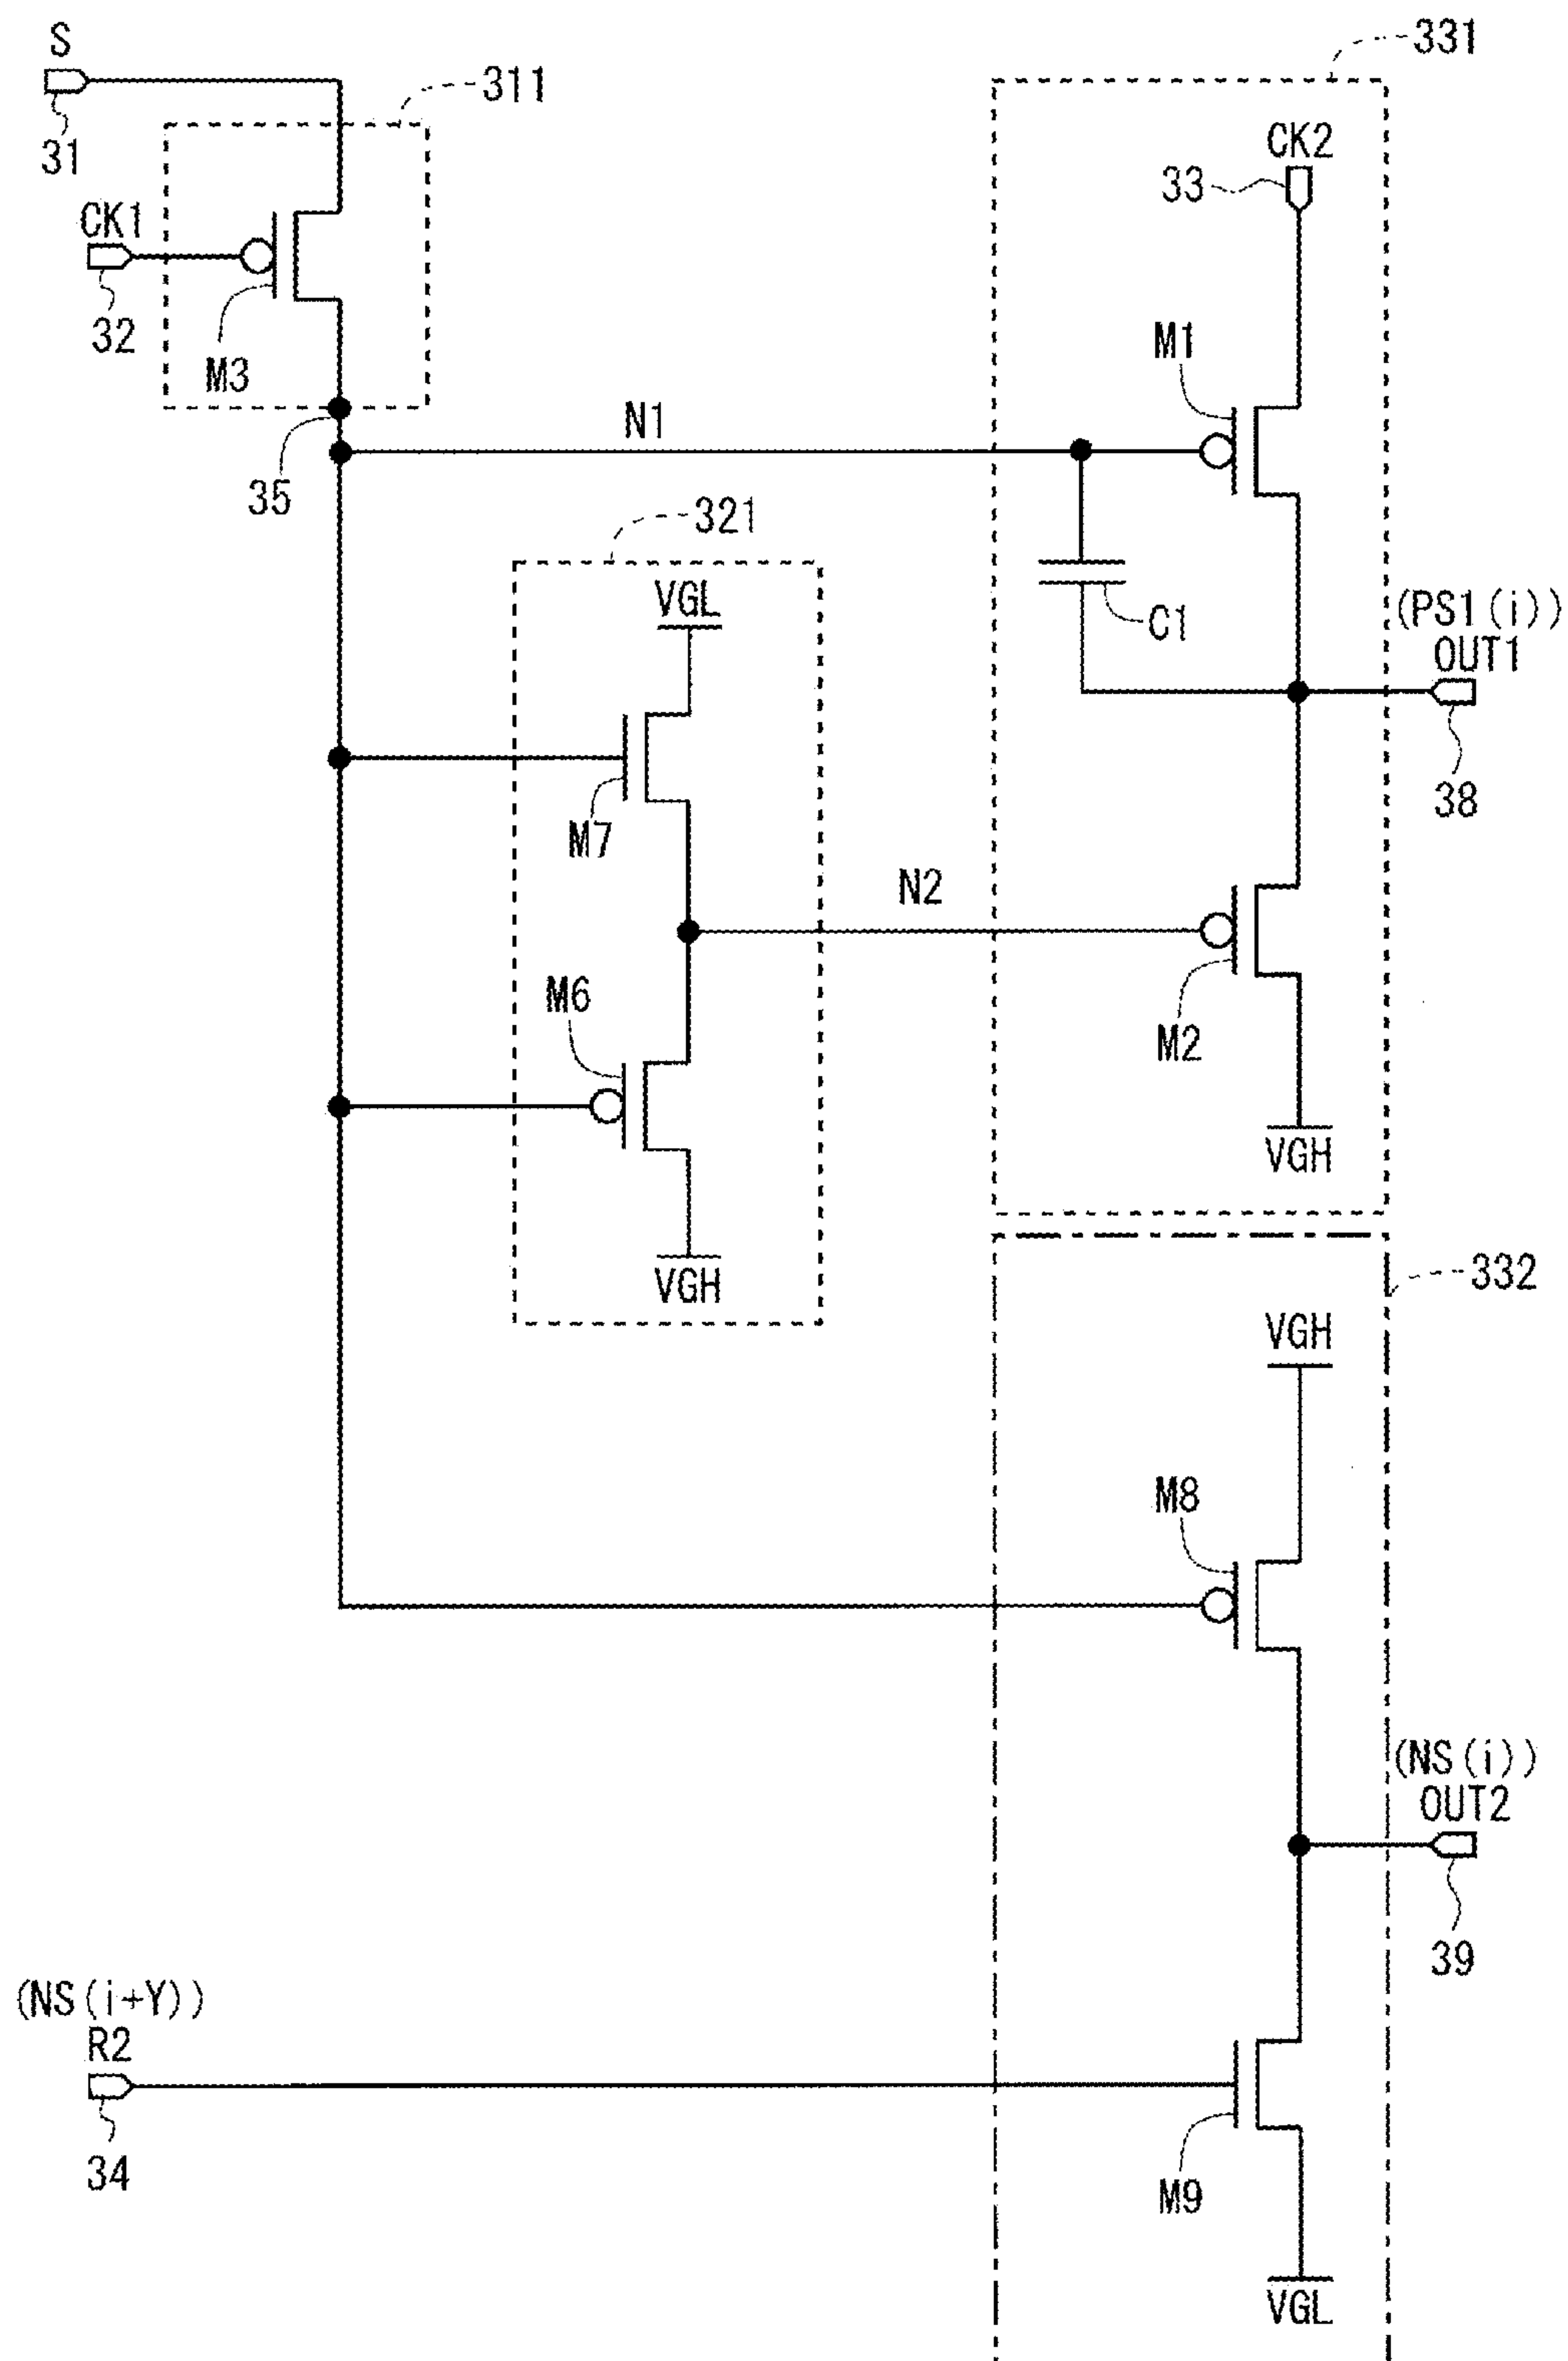 S
331
311
31
CK2
33
CK1
32
M3
M1
N1
35
321
VGL
C1
(PS1(i))
OUT1
38
M7
N2
M6
M2
VGH
VGH
332
VGH
M8
(NS(i))
OUT2
39
(NS(i+Y))
R2
34
M9
VGL